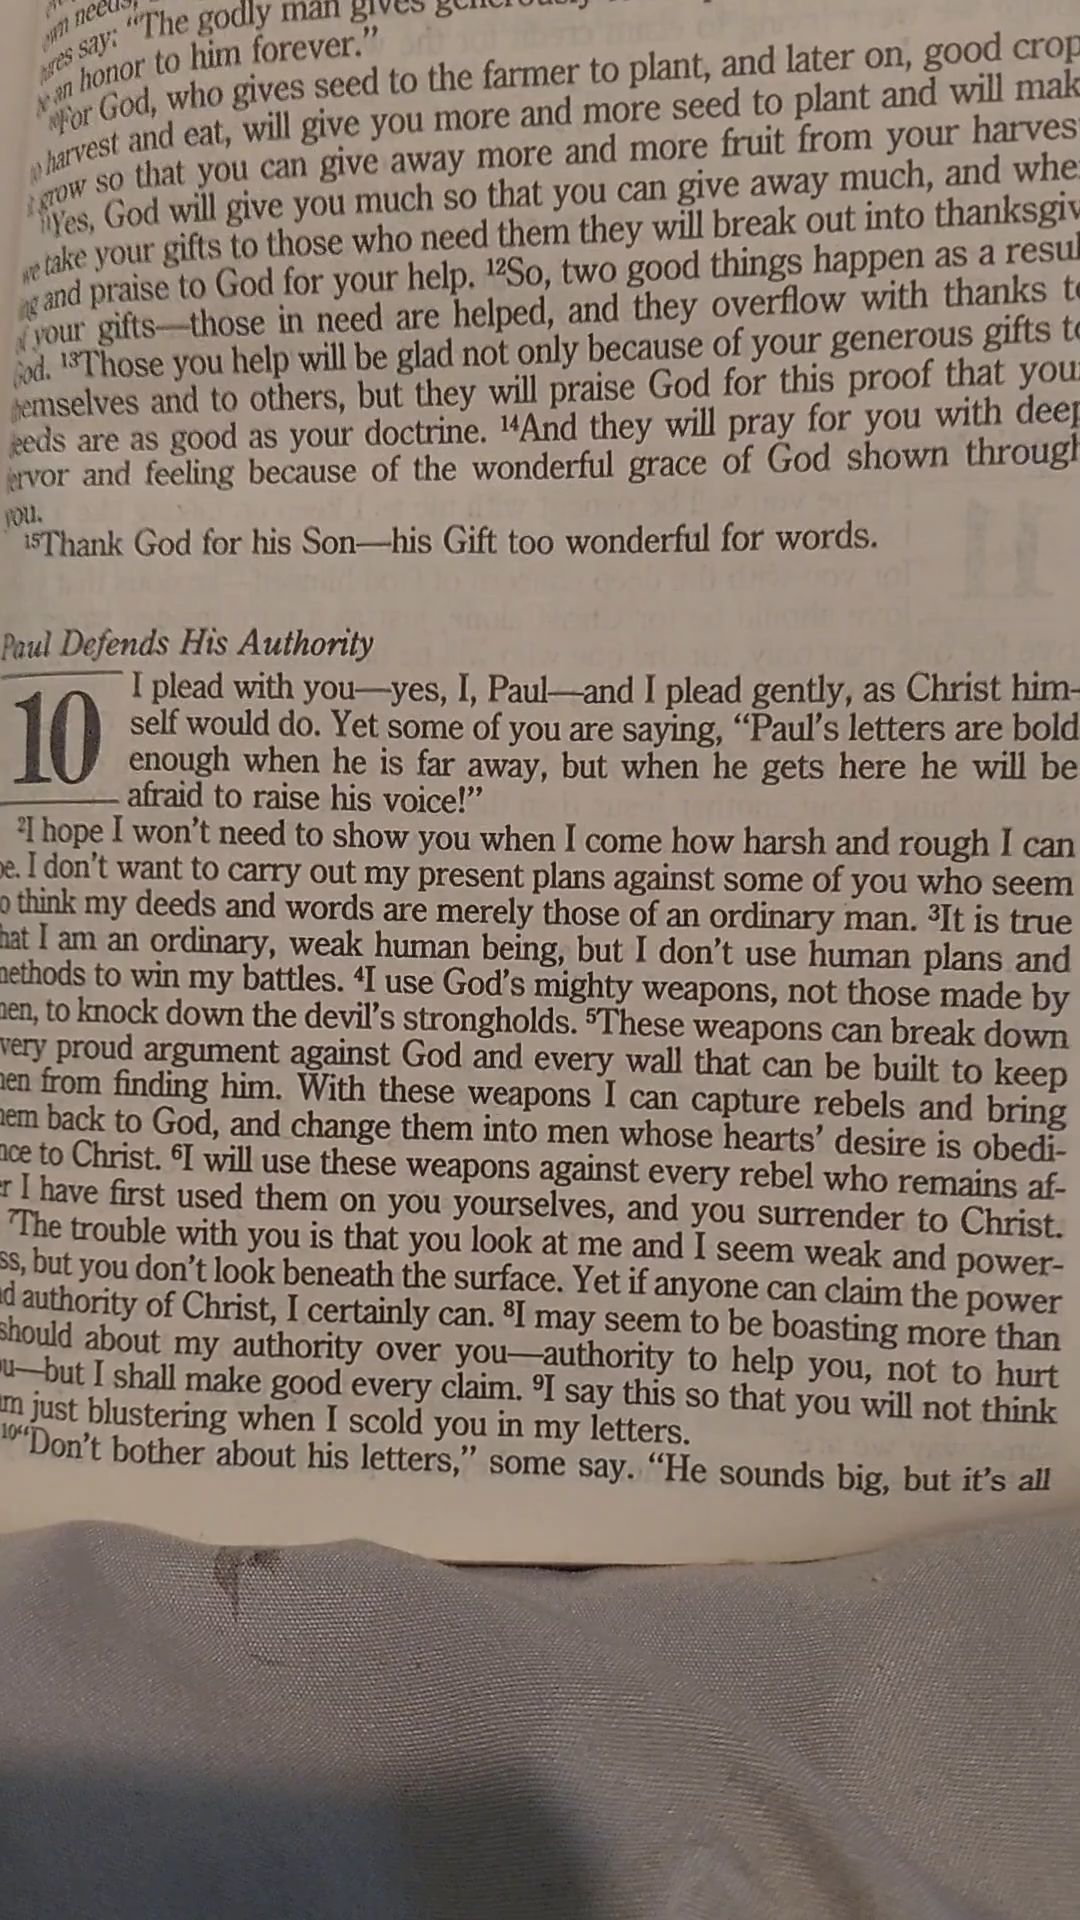 own needs,
say: "The godly man gives generously
an honor to him forever."
¹⁰For God, who gives seed to the farmer to plant, and later on, good crop
harvest and eat, will give you more and more seed to plant and will mak
grow so that you can give away more and more fruit from your harves
¹¹Yes, God will give you much so that you can give away much, and whe
we take your gifts to those who need them they will break out into thanksgiv
ng and praise to God for your help. ¹²So, two good things happen as a resul
your gifts—those in need are helped, and they overflow with thanks t
God. ¹³Those you help will be glad not only because of your generous gifts to
emselves and to others, but they will praise God for this proof that your
eeds are as good as your doctrine. ¹⁴And they will pray for you with deep
ervor and feeling because of the wonderful grace of God shown through
you.
¹⁵Thank God for his Son—his Gift too wonderful for words.
Paul Defends His Authority
10 I plead with you—yes, I, Paul—and I plead gently, as Christ him-
self would do. Yet some of you are saying, "Paul's letters are bold
enough when he is far away, but when he gets here he will be
afraid to raise his voice!"
²I hope I won't need to show you when I come how harsh and rough I can
be. I don't want to carry out my present plans against some of you who seem
o think my deeds and words are merely those of an ordinary man. ³It is true
hat I am an ordinary, weak human being, but I don't use human plans and
methods to win my battles. ⁴I use God's mighty weapons, not those made by
men, to knock down the devil's strongholds. ⁵These weapons can break down
very proud argument against God and every wall that can be built to keep
men from finding him. With these weapons I can capture rebels and bring
hem back to God, and change them into men whose hearts' desire is obedi-
nce to Christ. ⁶I will use these weapons against every rebel who remains af-
r I have first used them on you yourselves, and you surrender to Christ.
⁷The trouble with you is that you look at me and I seem weak and power-
ss, but you don't look beneath the surface. Yet if anyone can claim the power
d authority of Christ, I certainly can. ⁸I may seem to be boasting more than
should about my authority over you—authority to help you, not to hurt
u—but I shall make good every claim. ⁹I say this so that you will not think
m just blustering when I scold you in my letters.
¹⁰"Don't bother about his letters," some say. "He sounds big, but it's all